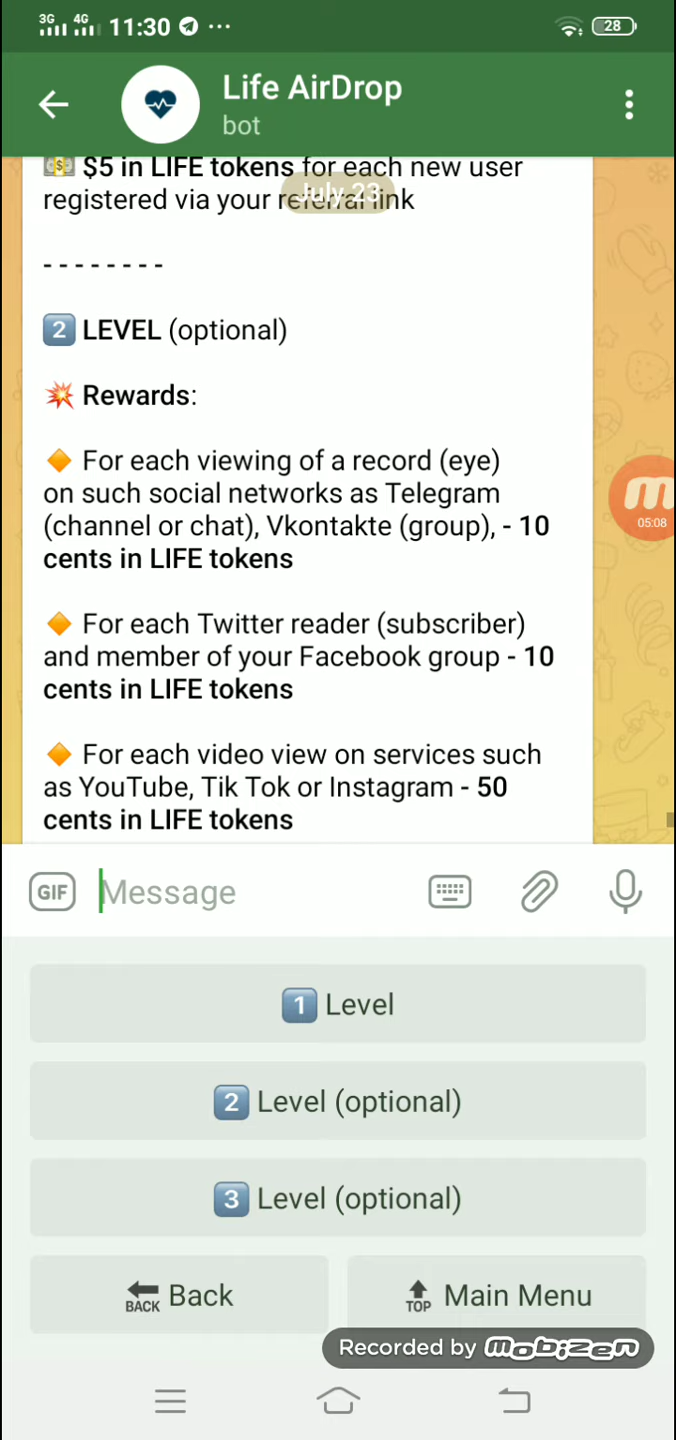 3G 4G 11:30 ... 28
Life AirDrop
bot
$5 in LIFE tokens for each new user
July 23
registered via your referral link
- - - - - - - -
2 LEVEL (optional)
💥 Rewards:
🔸 For each viewing of a record (eye)
on such social networks as Telegram
(channel or chat), Vkontakte (group), - 10
cents in LIFE tokens
🔸 For each Twitter reader (subscriber)
and member of your Facebook group - 10
cents in LIFE tokens
🔸 For each video view on services such
as YouTube, Tik Tok or Instagram - 50
cents in LIFE tokens
m
05:08
GIF Message
1 Level
2 Level (optional)
3 Level (optional)
BACK Back
TOP Main Menu
Recorded by mobizen